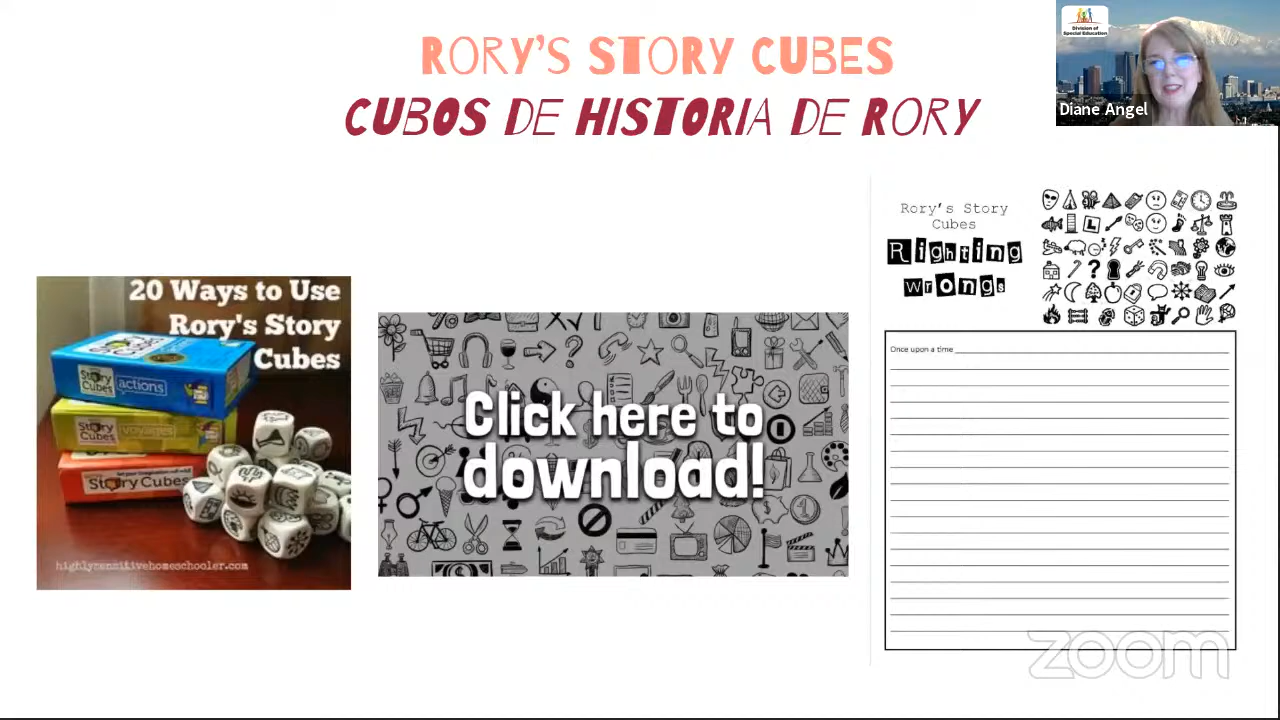 RORY'S STORY CUBES
CUBOS DE HISTORIA DE RORY
Division of
Special Education
Diane Angel
20 Ways to Use
Rory's Story
Cubes
Story
Cubes
actions
Story
Cubes
VOYAGES
Story Cubes
highlysensitivehomeschooler.com
Click here to
download!
Rory's Story
Cubes
Righting
wrongs
L
Once upon a time
zoom